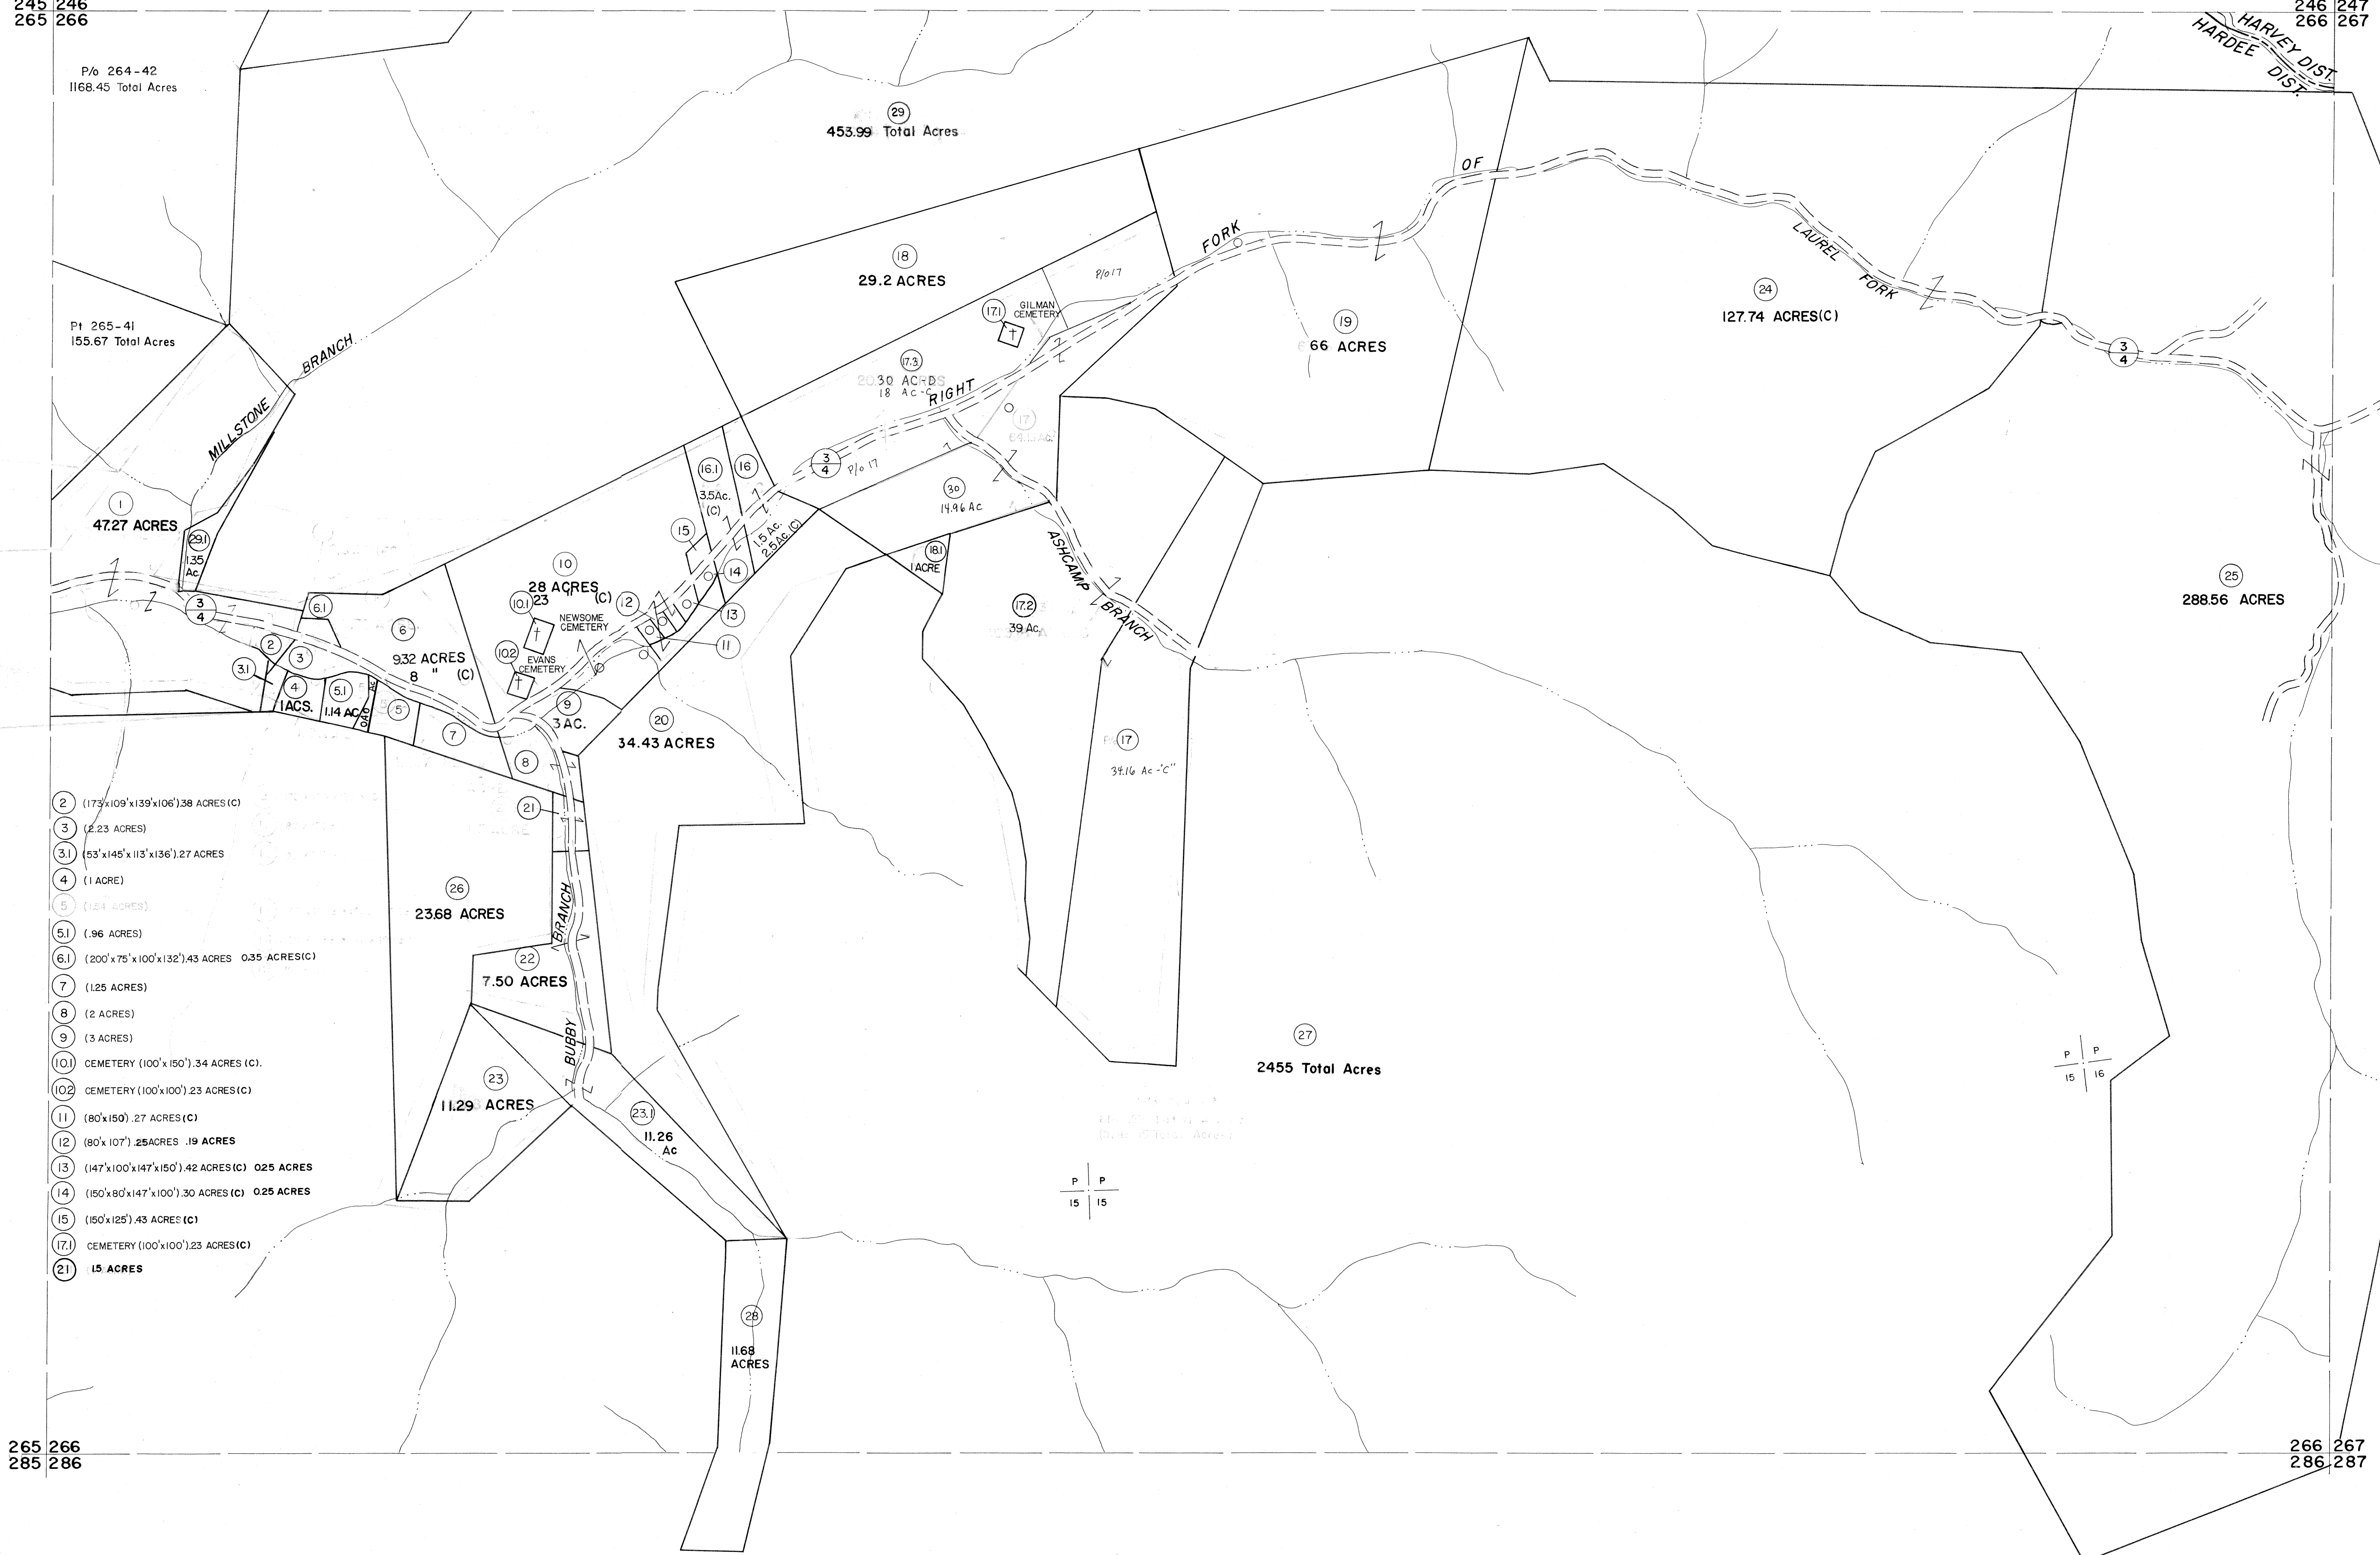 245 246
265 266
246 247
266 267
HARVEY DIST.
HARDEE DIST.
P/o 264-42
1168.45 Total Acres
29
453.99 Total Acres
OF
FORK
18
29.2 ACRES
P/o 17
GILMAN
CEMETERY
17.1
LAUREL FORK
24
127.74 ACRES(C)
19
66 ACRES
Pt 265-41
155.67 Total Acres
MILLSTONE BRANCH
3
4
17.3
30 ACRES
18 Ac-C
RIGHT
17
3
4
P/o 17
16.1
3.5Ac.
(C)
16
30
14.96 AC
1
47.27 ACRES
29.1
1.35
Ac.
15
1.5 Ac.
2.5Ac.(C)
18.1
1 ACRE
ASHCAMP BRANCH
10
28 ACRES
23 " (C)
14
25
288.56 ACRES
3
4
6.1
10.1
12
13
NEWSOME
CEMETERY
17.2
39 Ac.
6
9.32 ACRES
8 " (C)
2
3
3.1
11
10.2
EVANS
CEMETERY
4
1 ACS.
5.1
1.14 AC
5
9
3 AC.
20
34.43 ACRES
7
8
17
34.16 Ac-"C"
21
2 (173'x109'x139'x106').38 ACRES(C)
3 (2.23 ACRES)
3.1 (53'x145'x113'x136').27 ACRES
4 (1 ACRE)
5 (1.54 ACRES)
5.1 (.96 ACRES)
6.1 (200'x75'x100'x132').43 ACRES 0.35 ACRES(C)
7 (1.25 ACRES)
8 (2 ACRES)
9 (3 ACRES)
10.1 CEMETERY (100'x150').34 ACRES (C).
10.2 CEMETERY (100'x100').23 ACRES(C)
11 (80'x150').27 ACRES(C)
12 (80'x107').25ACRES .19 ACRES
13 (147'x100'x147'x150').42 ACRES(C) 0.25 ACRES
14 (150'x80'x147'x100').30 ACRES(C) 0.25 ACRES
15 (150'x125').43 ACRES(C)
17.1 CEMETERY (100'x100').23 ACRES(C)
21 1.5 ACRES
26
23.68 ACRES
BUBBY BRANCH
22
7.50 ACRES
23
11.29 ACRES
23.1
11.26
Ac
27
2455 Total Acres
P P
15 16
P P
15 15
28
11.68
ACRES
265 266
285 286
266 267
286 287